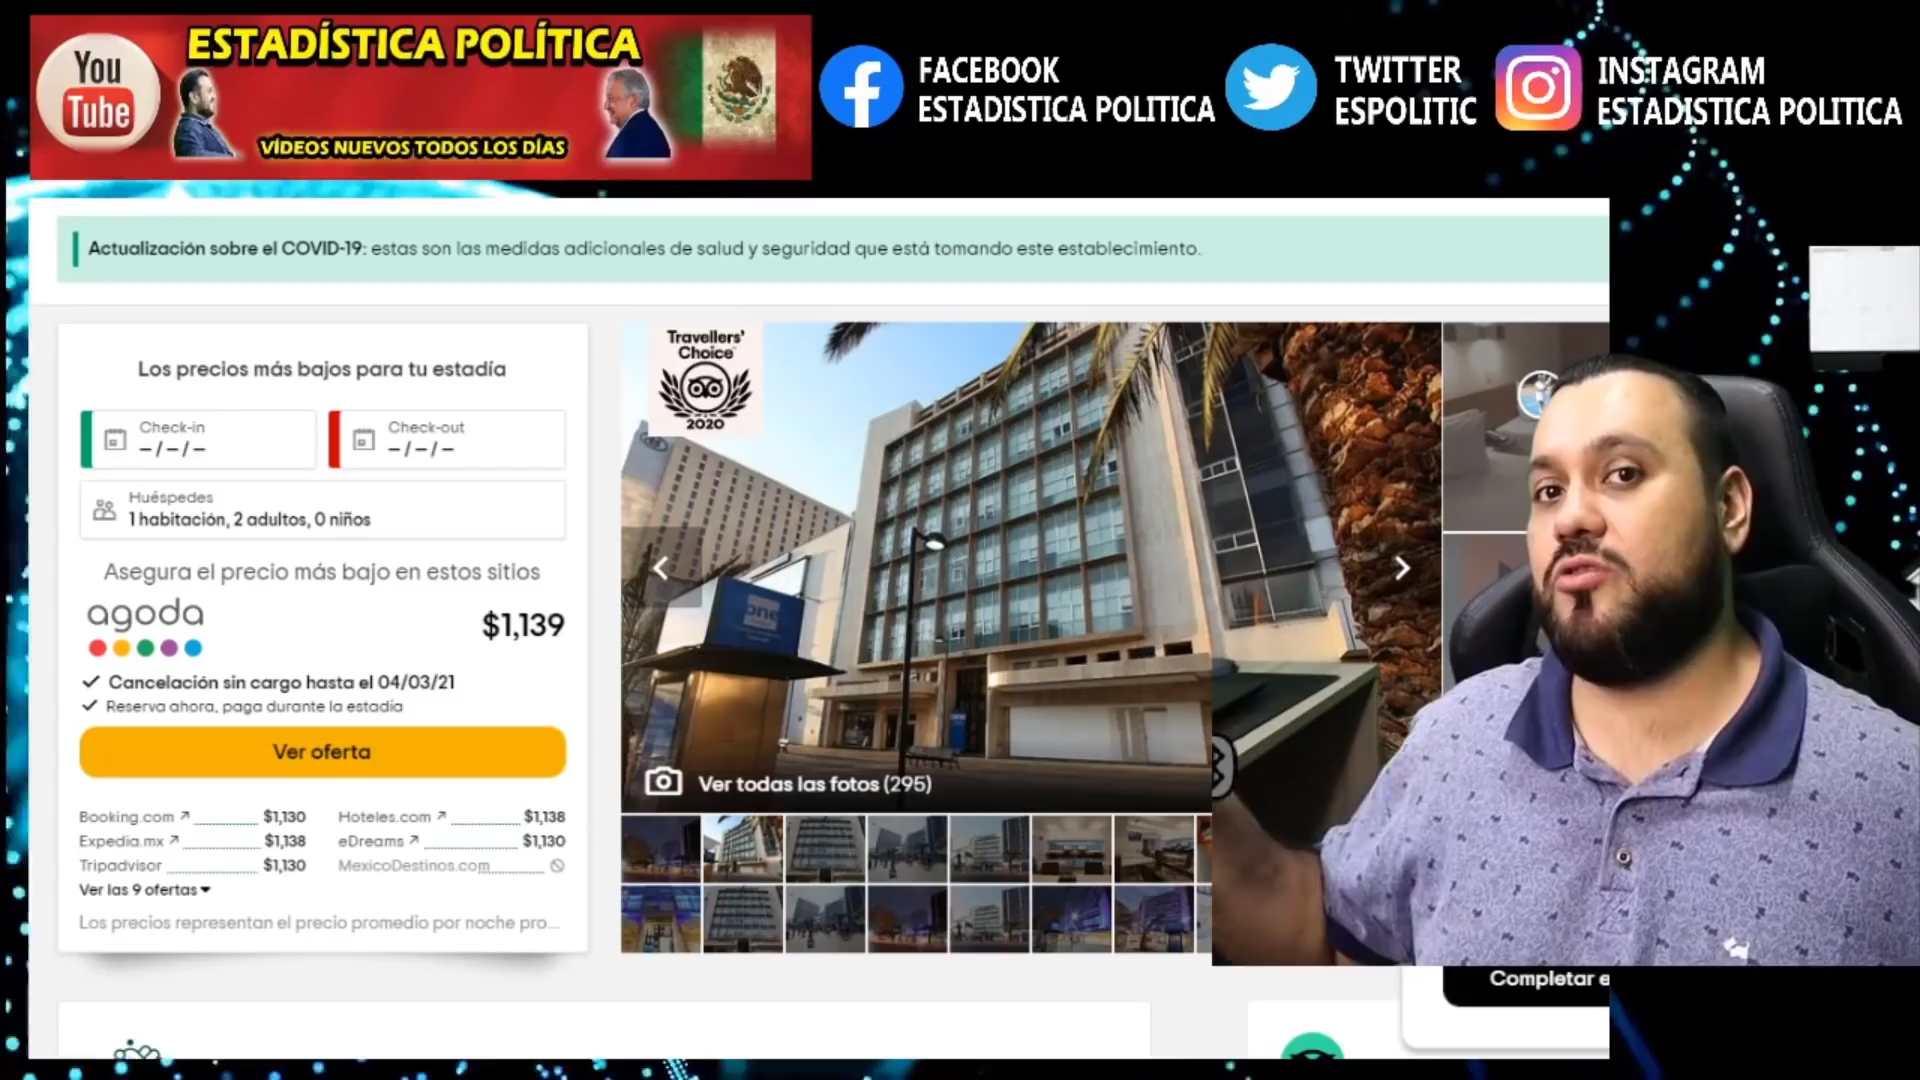 You
Tube
ESTADÍSTICA POLÍTICA
VÍDEOS NUEVOS TODOS LOS DÍAS
FACEBOOK
ESTADISTICA POLITICA
TWITTER
ESPOLITIC
INSTAGRAM
ESTADISTICA POLITICA
Actualización sobre el COVID-19: estas son las medidas adicionales de salud y seguridad que está tomando este establecimiento.
Los precios más bajos para tu estadía
Check-in
– / – / –
Check-out
– / – / –
Huéspedes
1 habitación, 2 adultos, 0 niños
Asegura el precio más bajo en estos sitios
agoda
$1,139
Cancelación sin cargo hasta el 04/03/21
Reserva ahora, paga durante la estadía
Ver oferta
Booking.com $1,130
Hoteles.com $1,138
Expedia.mx $1,138
eDreams $1,130
Tripadvisor $1,130
MexicoDestinos.com
Ver las 9 ofertas
Los precios representan el precio promedio por noche pro...
Travellers'
Choice
2020
one
Ver todas las fotos (295)
Completar e